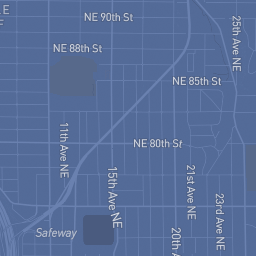 LE
NE 90th St
25th Ave NE
NE 88th St
NE 85th St
11th Ave NE
NE 80th St
15th Ave NE
21st Ave NE
23rd Ave NE
20th
Safeway